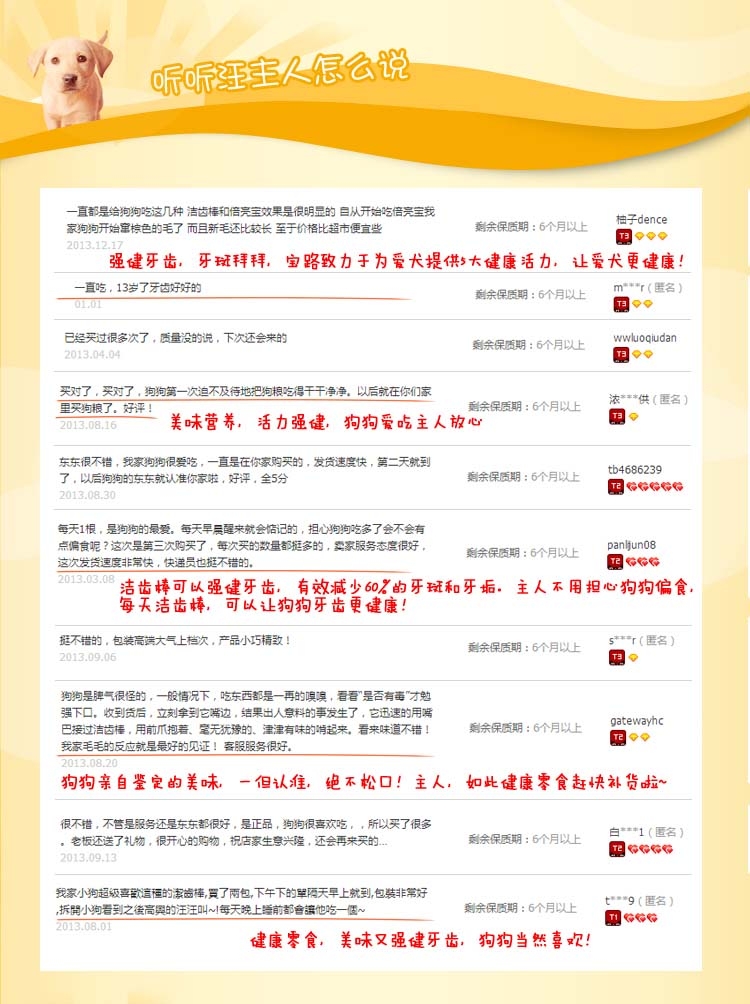 听听汪主人怎么说
一直都是给狗狗吃这几种 洁齿棒和倍亮宝效果是很明显的 自从开始吃倍亮宝我
家狗狗开始窜棕色的毛了 而且新毛还比较长 至于价格比超市便宜些
2013.12.17
剩余保质期：6个月以上
柚子dence
T3
强健牙齿，牙斑拜拜，宝路致力于为爱犬提供5大健康活力，让爱犬更健康！
一直吃，13岁了牙齿好好的
01.01
剩余保质期：6个月以上
m***r（匿名）
T3
已经买过很多次了，质量没的说，下次还会来的
2013.04.04
剩余保质期：6个月以上
wwluoqiudan
T3
买对了，买对了，狗狗第一次迫不及待地把狗粮吃得干干净净。以后就在你们家
里买狗粮了。好评！
2013.08.16
剩余保质期：6个月以上
浓***供（匿名）
T3
美味营养，活力强健，狗狗爱吃主人放心
东东很不错，我家狗狗很爱吃，一直是在你家购买的，发货速度快，第二天就到
了，以后狗狗的东东就认准你家啦，好评，全5分
2013.08.30
剩余保质期：6个月以上
tb4686239
T2
每天1根，是狗狗的最爱。每天早晨醒来就会惦记的，担心狗狗吃多了会不会有
点偏食呢？这次是第三次购买了，每次买的数量都挺多的，卖家服务态度很好，
这次发货速度非常快，快递员也挺不错的。
2013.03.08
剩余保质期：6个月以上
panlijun08
T2
洁齿棒可以强健牙齿，有效减少60%的牙斑和牙垢。主人不用担心狗狗偏食，
每天洁齿棒，可以让狗狗牙齿更健康！
挺不错的，包装高端大气上档次，产品小巧精致！
2013.09.06
剩余保质期：6个月以上
s***r（匿名）
T3
狗狗是脾气很怪的，一般情况下，吃东西都是一再的嗅嗅，看看"是否有毒"才勉
强下口。收到货后，立刻拿到它嘴边，结果出人意料的事发生了，它迅速的用嘴
巴接过洁齿棒，用前爪抱着、毫无犹豫的、津津有味的啃起来。看来味道不错！
我家毛毛的反应就是最好的见证！ 客服服务很好。
2013.08.20
剩余保质期：6个月以上
gatewayhc
T2
狗狗亲自鉴定的美味，一但认准，绝不松口！主人，如此健康零食赶快补货啦~
很不错，不管是服务还是东东都很好，是正品，狗狗很喜欢吃，，所以买了很多
。老板还送了礼物，很开心的购物，祝店家生意兴隆，还会再来买的...
2013.09.13
剩余保质期：6个月以上
白***1（匿名）
T2
我家小狗超級喜歡這種的潔齒棒,買了兩包,下午下的單隔天早上就到,包裝非常好
,拆開小狗看到之後高興的汪汪叫~!每天晚上睡前都會讓他吃一個~
2013.08.01
剩余保质期：6个月以上
t***9（匿名）
T1
健康零食，美味又强健牙齿，狗狗当然喜欢！